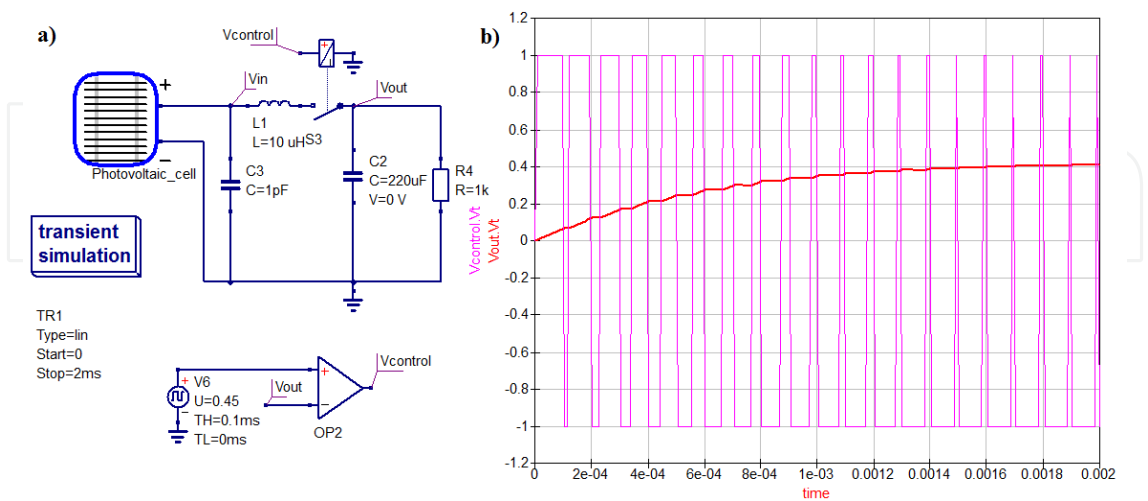 a)
Vcontrol
+
Vin
Vout
+
−
Photovoltaic_cell
L1
L=10 uH
S3
C3
C=1pF
C2
C=220uF
V=0 V
R4
R=1k
transient
simulation
TR1
Type=lin
Start=0
Stop=2ms
V6
U=0.45
TH=0.1ms
TL=0ms
+
−
Vout
+
−
Vcontrol
OP2
b)
1.2
1
0.8
0.6
0.4
0.2
0
-0.2
-0.4
-0.6
-0.8
-1
-1.2
Vcontrol.Vt
Vout.Vt
0 2e-04 4e-04 6e-04 8e-04 1e-03 0.0012 0.0014 0.0016 0.0018 0.002
time